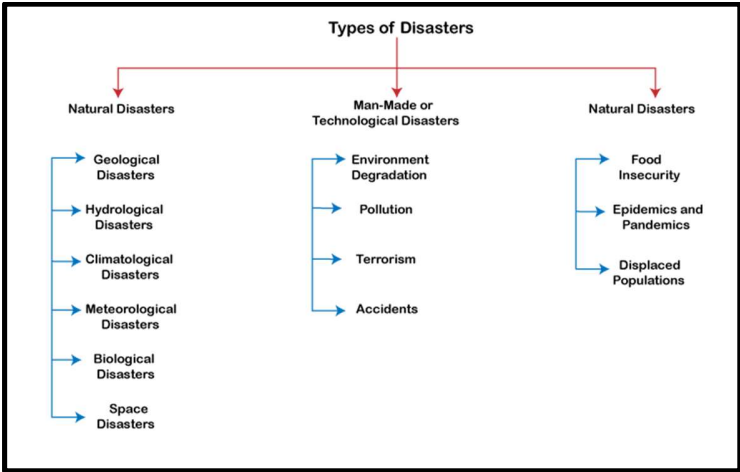 Types of Disasters
Natural Disasters
Geological
Disasters
Hydrological
Disasters
Climatological
Disasters
Meteorological
Disasters
Biological
Disasters
Space
Disasters
Man-Made or
Technological Disasters
Environment
Degradation
Pollution
Terrorism
Accidents
Natural Disasters
Food
Insecurity
Epidemics and
Pandemics
Displaced
Populations